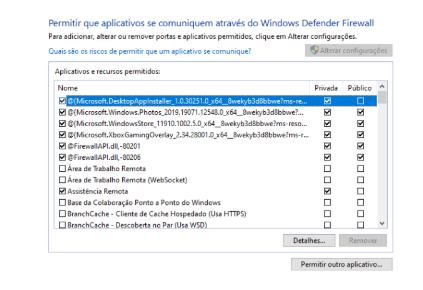 Permitir que aplicativos se comuniquem através do Windows Defender Firewall
Para adicionar, alterar ou remover portas e aplicativos permitidos, clique em Alterar configurações.
Quais são os riscos de permitir que um aplicativo se comunique?
Alterar configurações
Aplicativos e recursos permitidos:
Nome Privada Público
@{Microsoft.DesktopAppInstaller_1.0.30251.0_x64__8wekyb3d8bbwe?ms-re...
@{Microsoft.Windows.Photos_2019.19071.12548.0_x64__8wekyb3d8bbwe?ms-...
@{Microsoft.WindowsStore_11910.1002.5.0_x64__8wekyb3d8bbwe?ms-reso...
@{Microsoft.XboxGamingOverlay_2.34.28001.0_x64__8wekyb3d8bbwe?ms-r...
@FirewallAPI.dll,-80201
@FirewallAPI.dll,-80206
Área de Trabalho Remota
Área de Trabalho Remota (WebSocket)
Assistência Remota
Base da Colaboração Ponto a Ponto do Windows
BranchCache - Cliente de Cache Hospedado (Usa HTTPS)
BranchCache - Descoberta no Par (Usa WSD)
Detalhes... Remover
Permitir outro aplicativo...